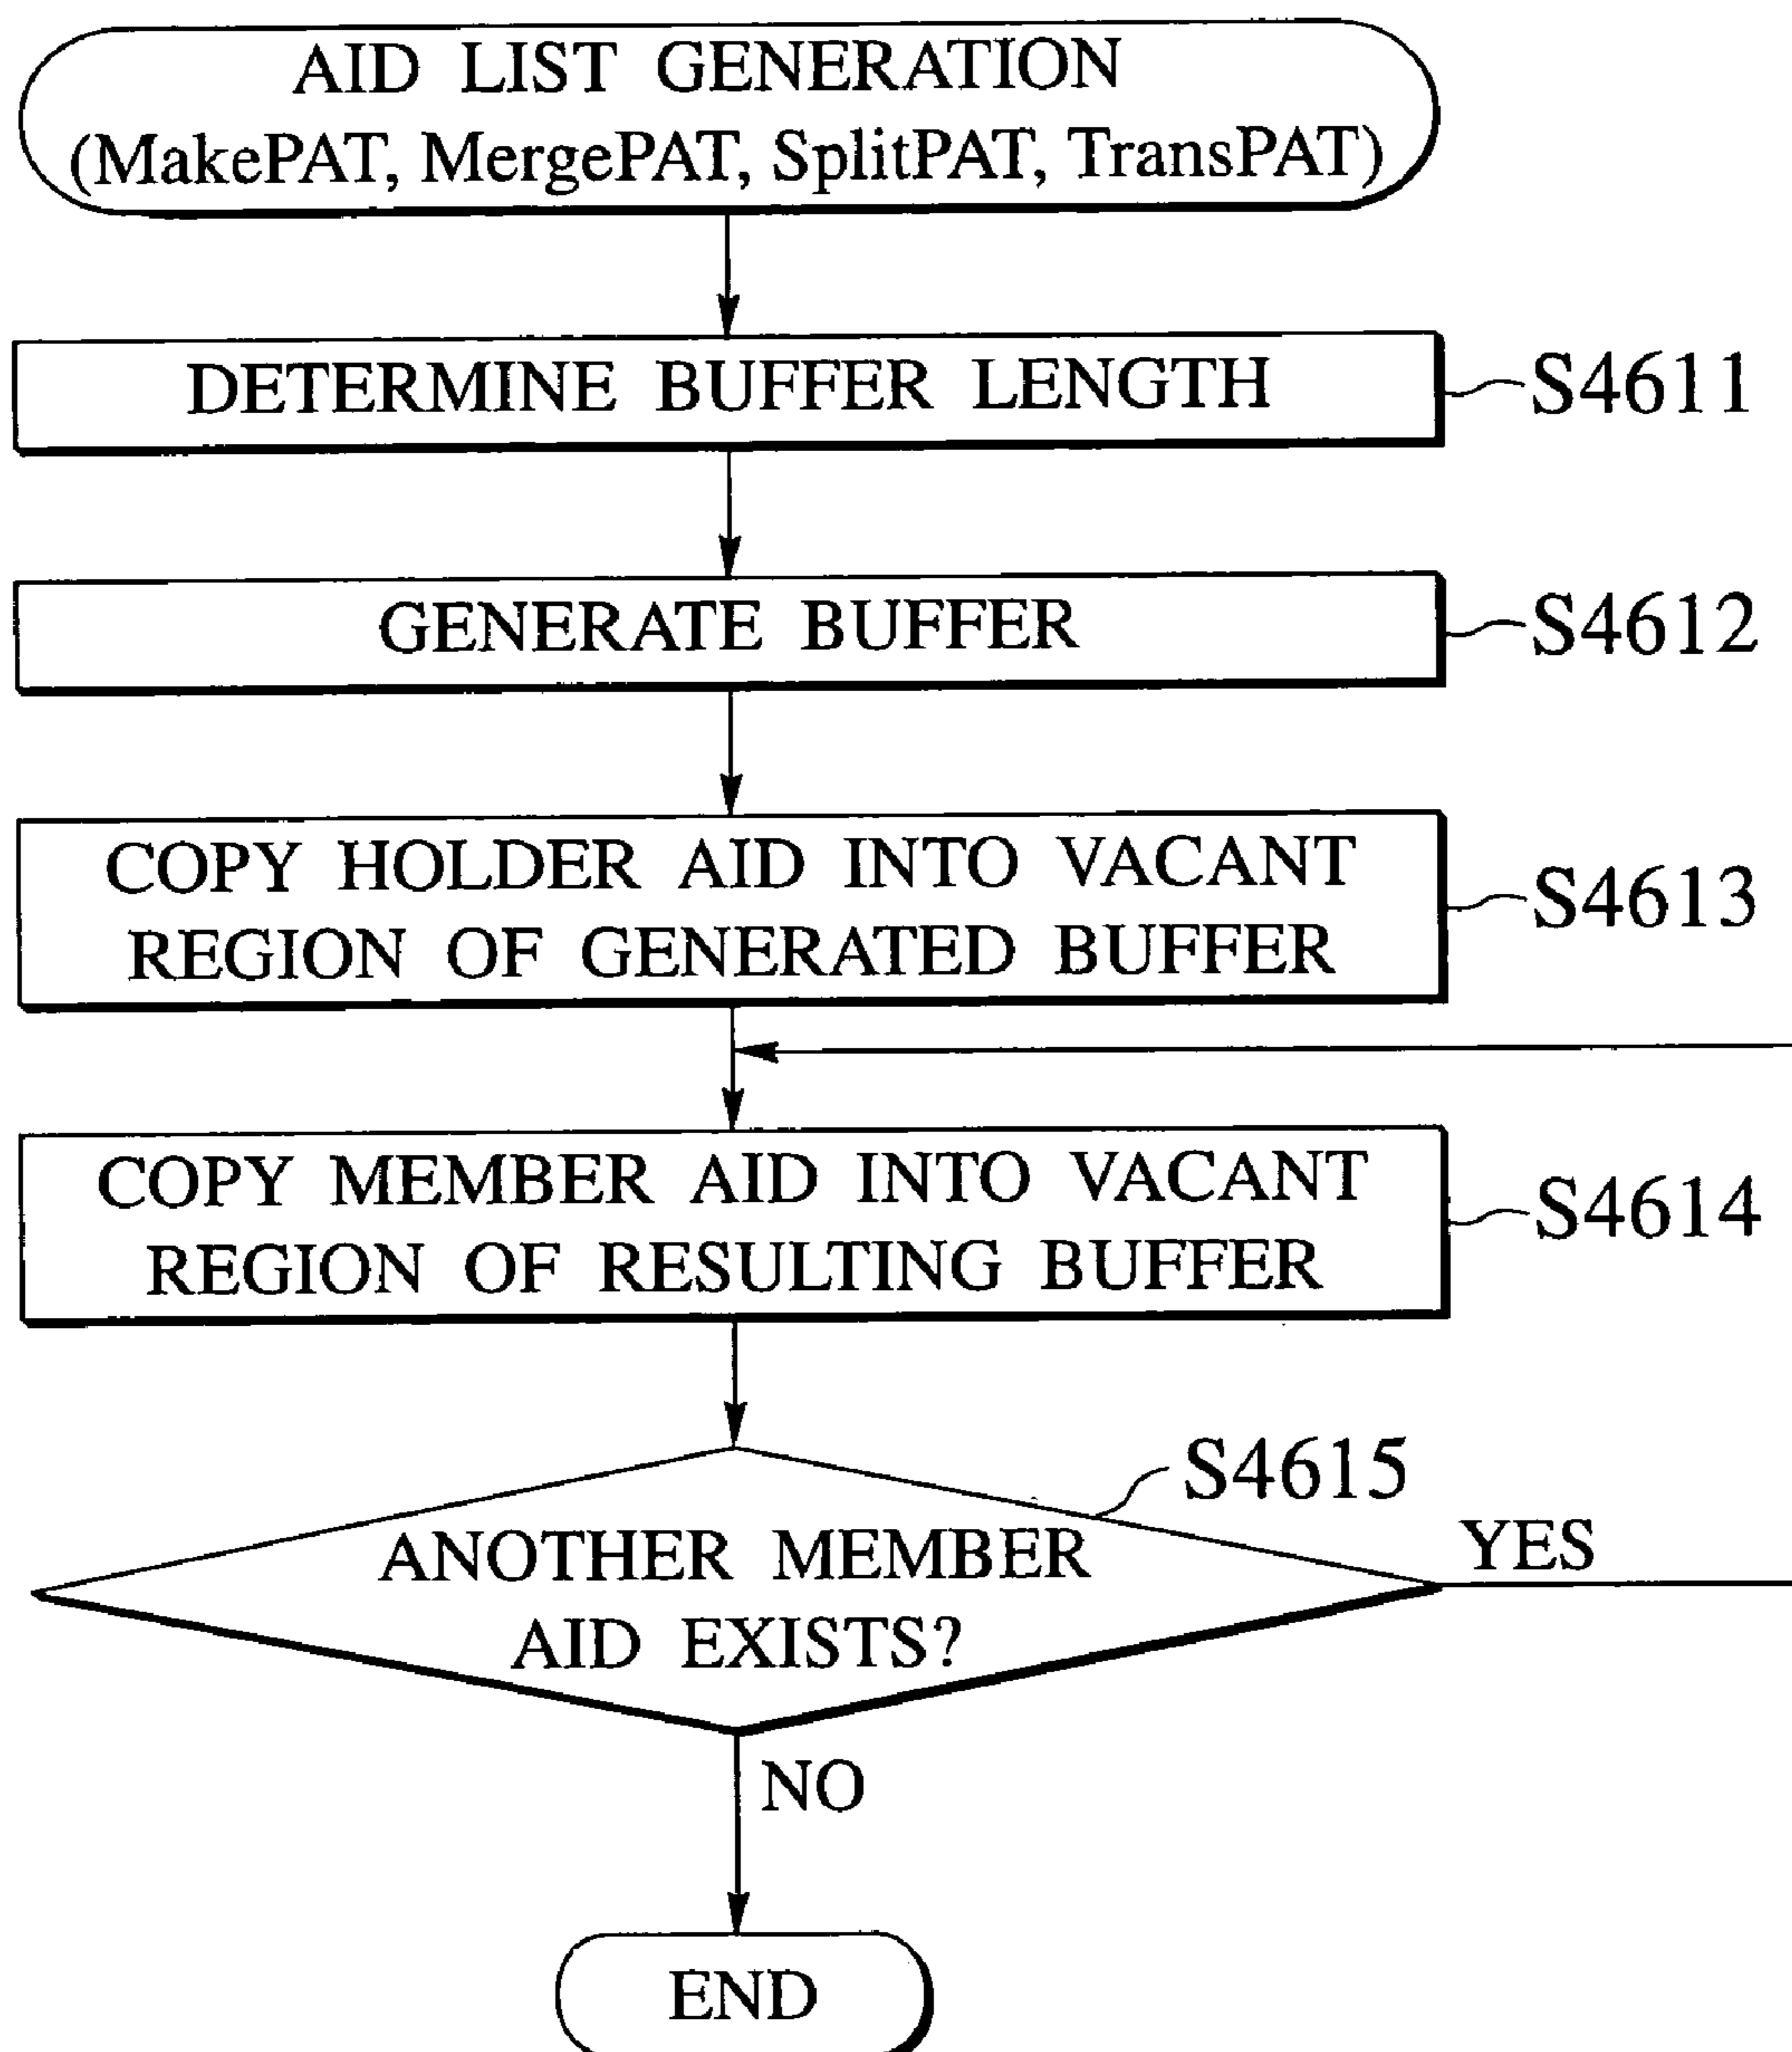 AID LIST GENERATION
(MakePAT, MergePAT, SplitPAT, TransPAT)
DETERMINE BUFFER LENGTH
S4611
GENERATE BUFFER
S4612
COPY HOLDER AID INTO VACANT
REGION OF GENERATED BUFFER
S4613
COPY MEMBER AID INTO VACANT
REGION OF RESULTING BUFFER
S4614
S4615
ANOTHER MEMBER
AID EXISTS?
YES
NO
END